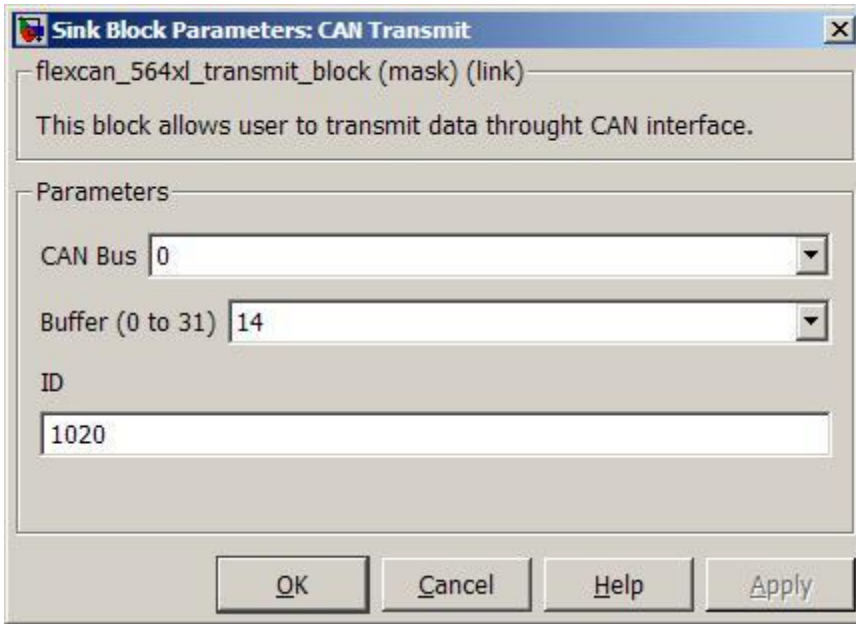 Sink Block Parameters: CAN Transmit
flexcan_564xl_transmit_block (mask) (link)
This block allows user to transmit data throught CAN interface.
Parameters
CAN Bus 0
Buffer (0 to 31) 14
ID
1020
OK Cancel Help Apply